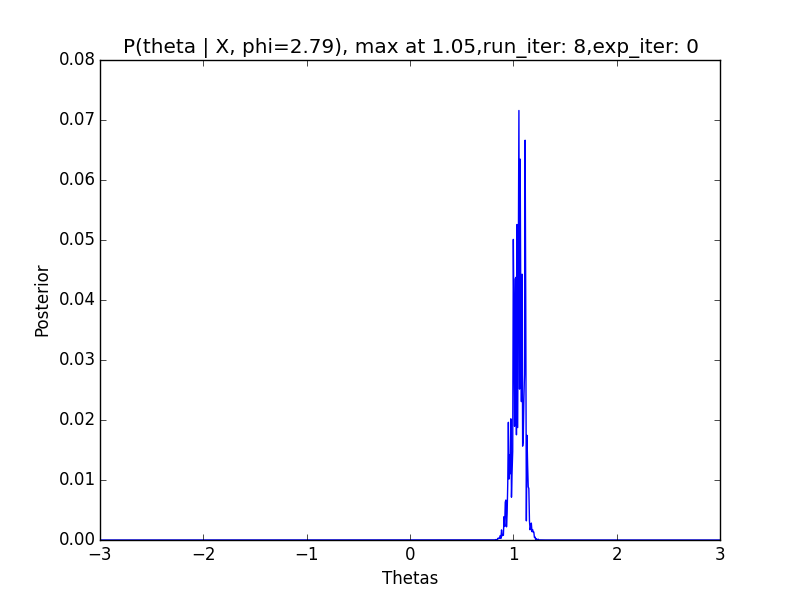 P(theta | X, phi=2.79), max at 1.05,run_iter: 8,exp_iter: 0
0.08
0.07
0.06
0.05
0.04
0.03
0.02
0.01
0.00
Posterior
−3 −2 −1 0 1 2 3
Thetas